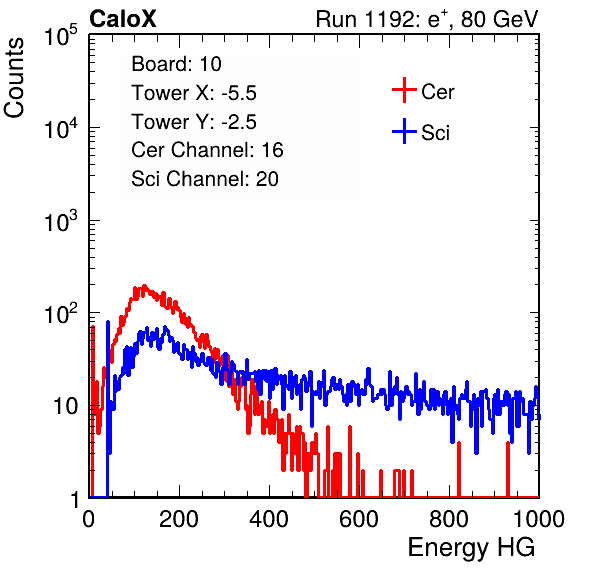 CaloX Run 1192: e⁺, 80 GeV
Counts
10⁵
10⁴
10³
10²
10
1
Board: 10
Tower X: -5.5
Tower Y: -2.5
Cer Channel: 16
Sci Channel: 20
Cer
Sci
0 200 400 600 800 1000
Energy HG